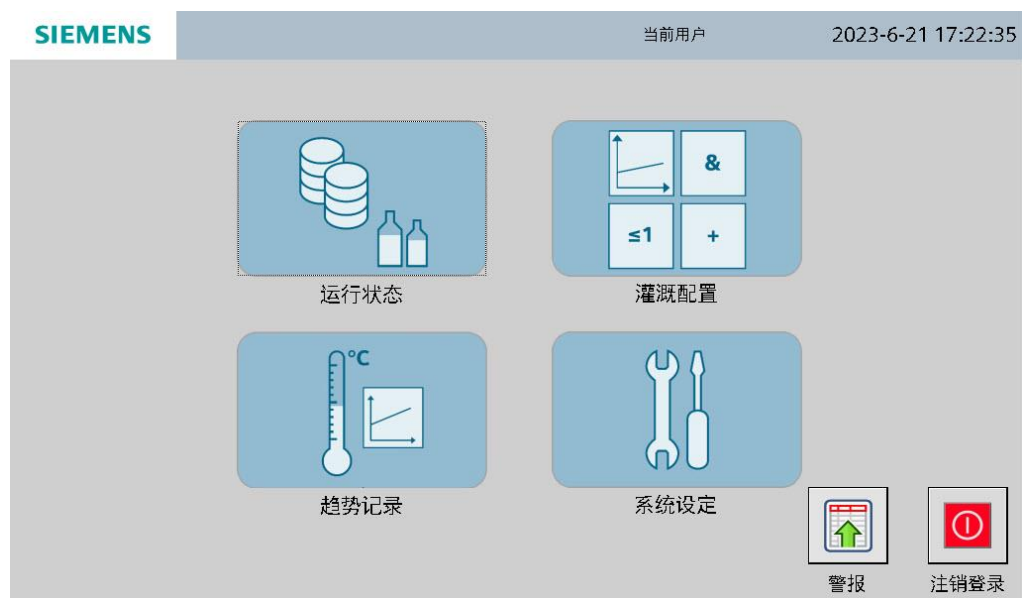 SIEMENS
当前用户
2023-6-21 17:22:35
&
≤1
+
运行状态
灌溉配置
°C
趋势记录
系统设定
警报
注销登录